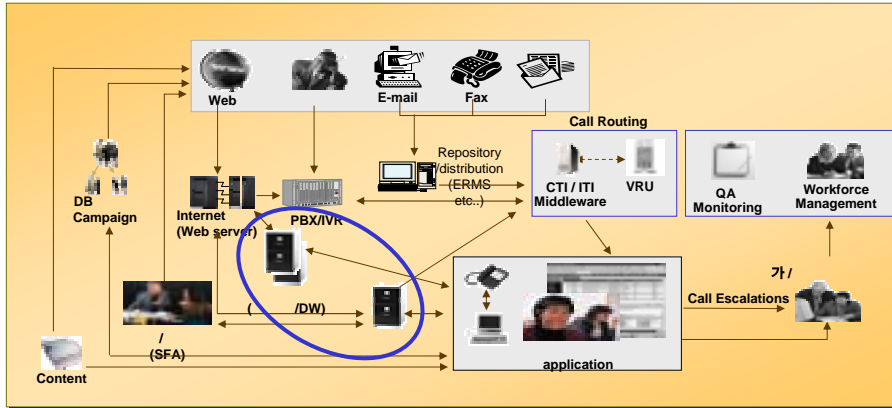 Web
E-mail
Fax
Call Routing
CTI / ITI
Middleware
VRU
QA
Monitoring
Workforce
Management
Repository
/distribution
(ERMS
etc..)
DB
Campaign
Internet
(Web server)
PBX/IVR
( /DW)
/
(SFA)
Content
application
Call Escalations
가 /